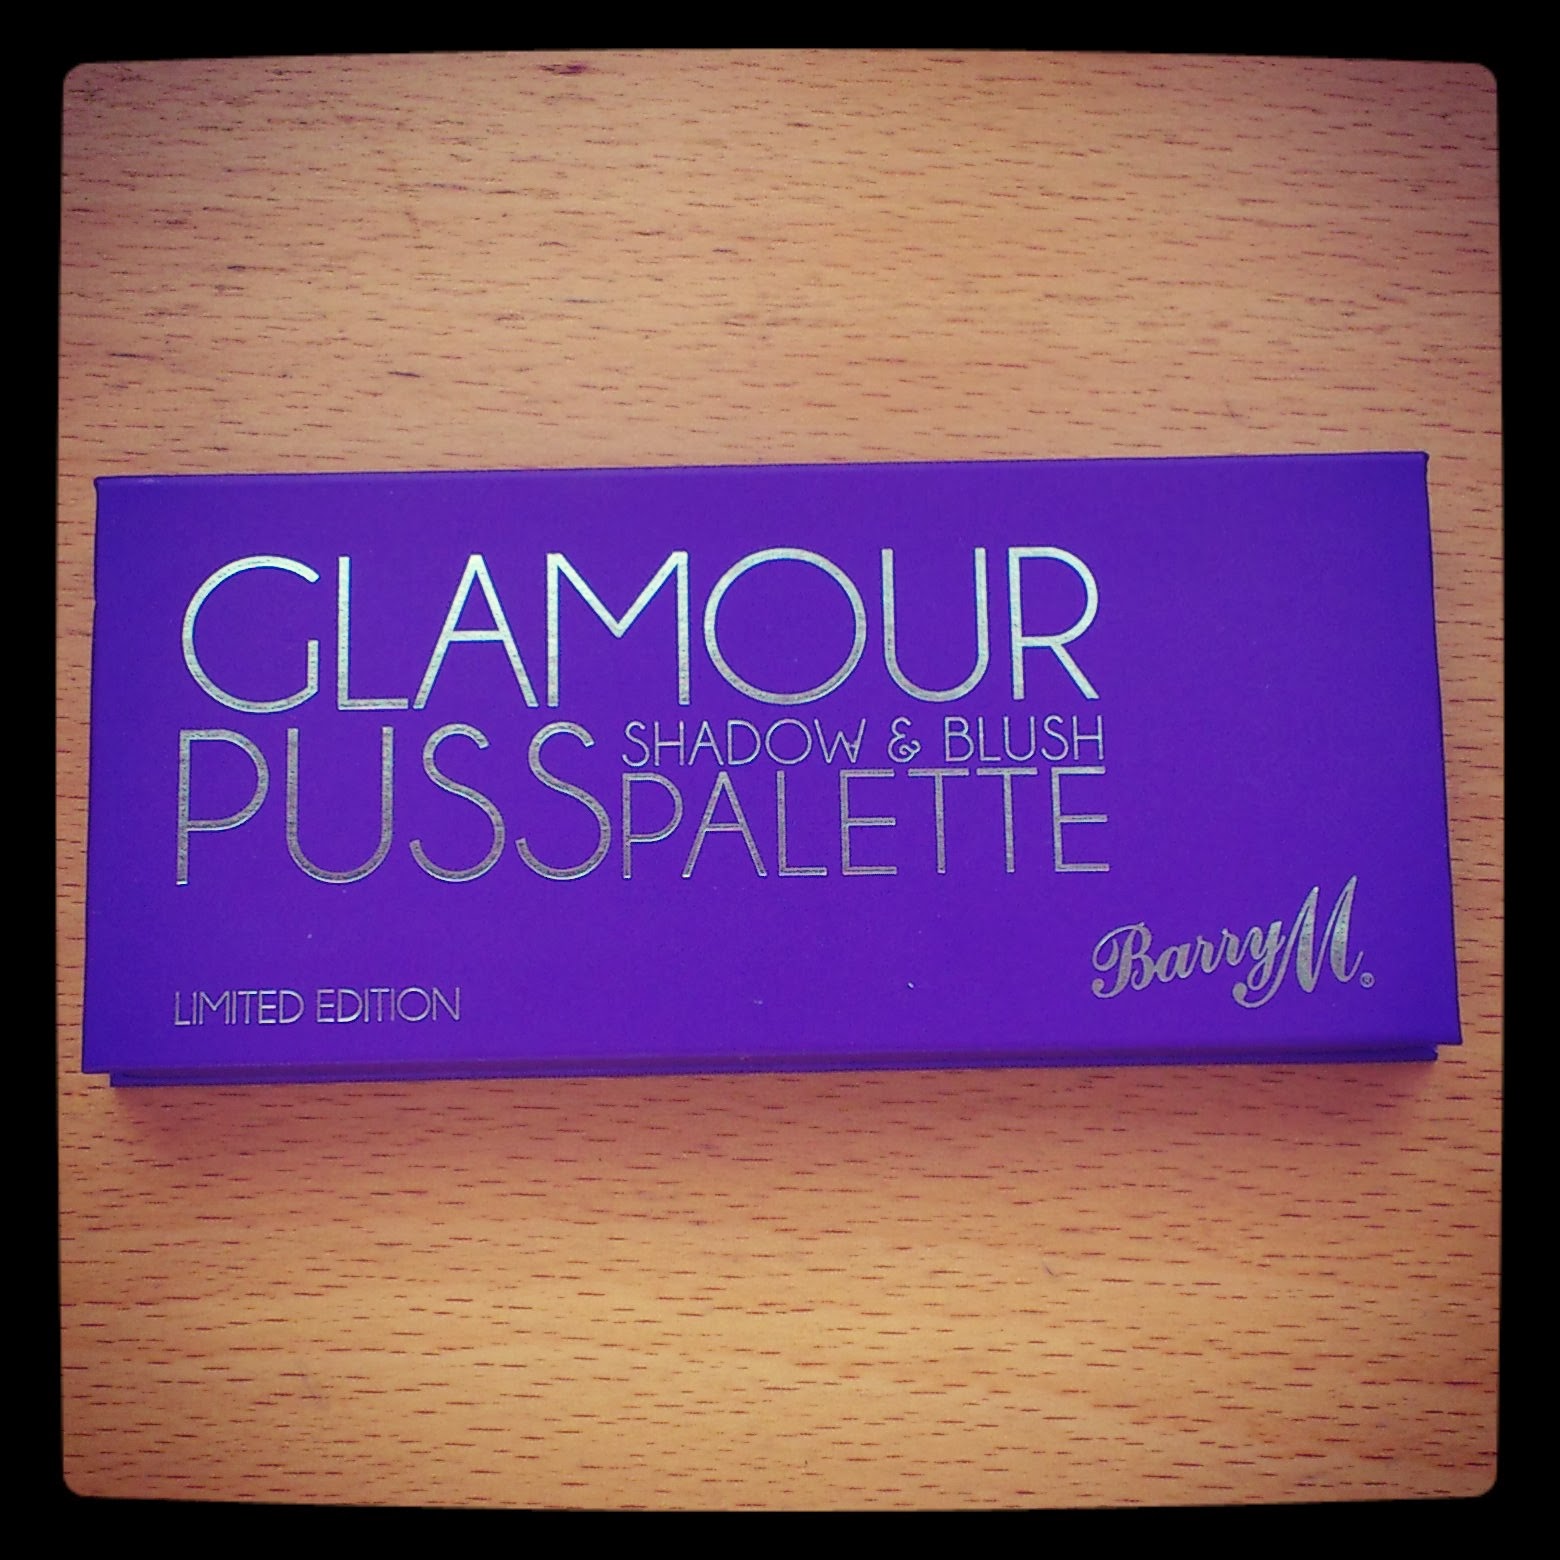 GLAMOUR
PUSS SHADOW & BLUSH
PALETTE
LIMITED EDITION
Barry M®